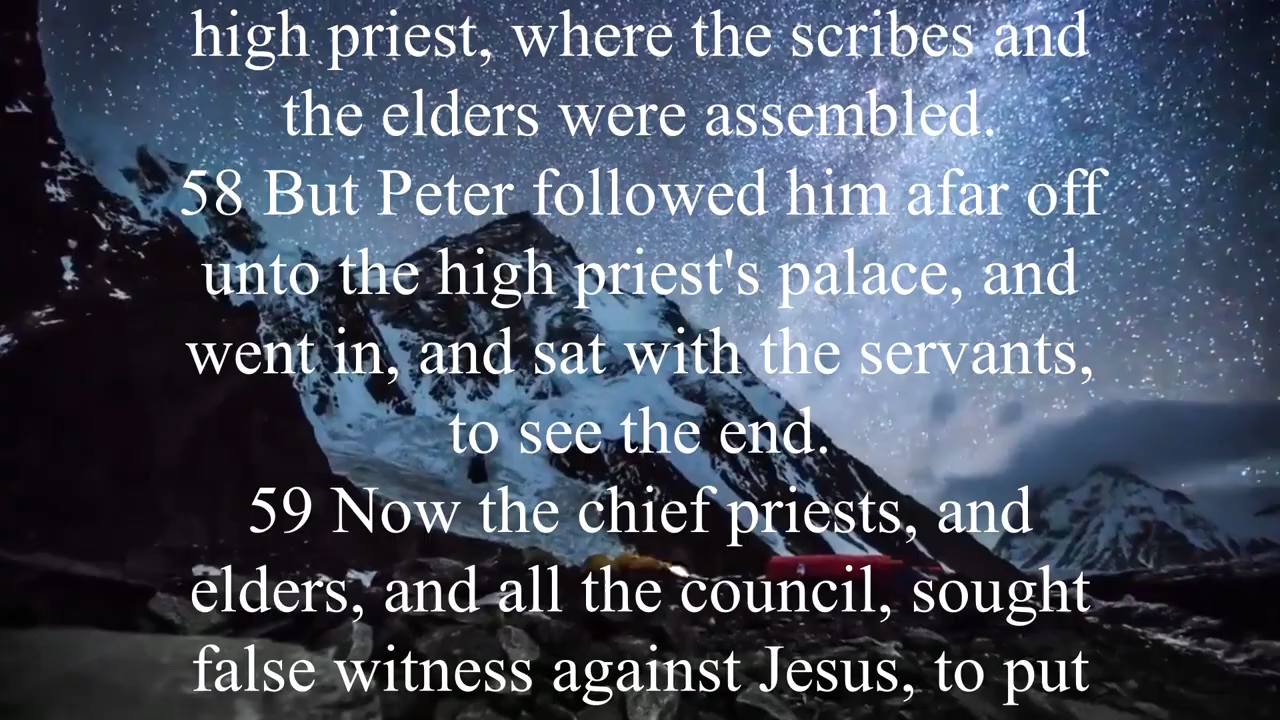 high priest, where the scribes and
the elders were assembled.
58 But Peter followed him afar off
unto the high priest's palace, and
went in, and sat with the servants,
to see the end.
59 Now the chief priests, and
elders, and all the council, sought
false witness against Jesus, to put